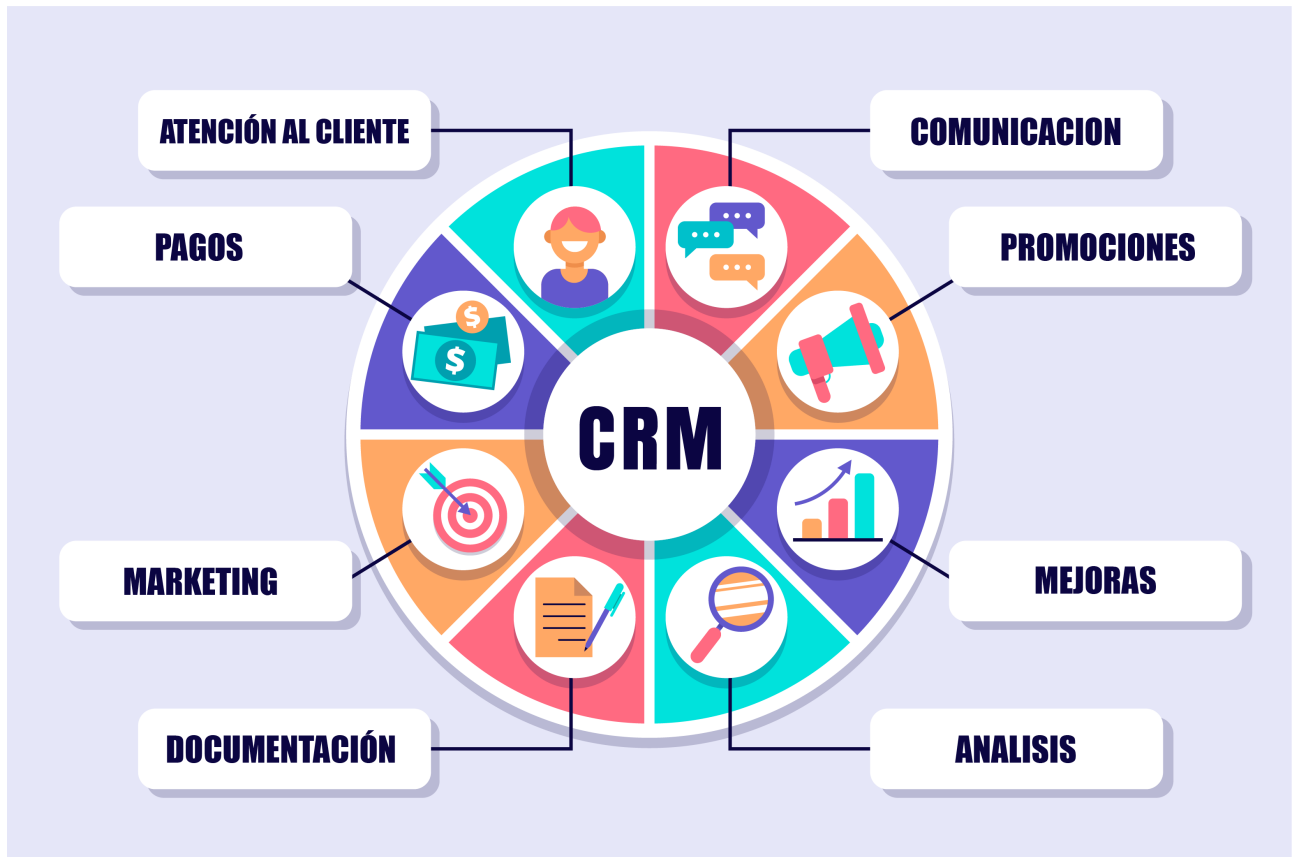 ATENCIÓN AL CLIENTE
COMUNICACION
PAGOS
PROMOCIONES
$
$
CRM
MARKETING
MEJORAS
DOCUMENTACIÓN
ANALISIS